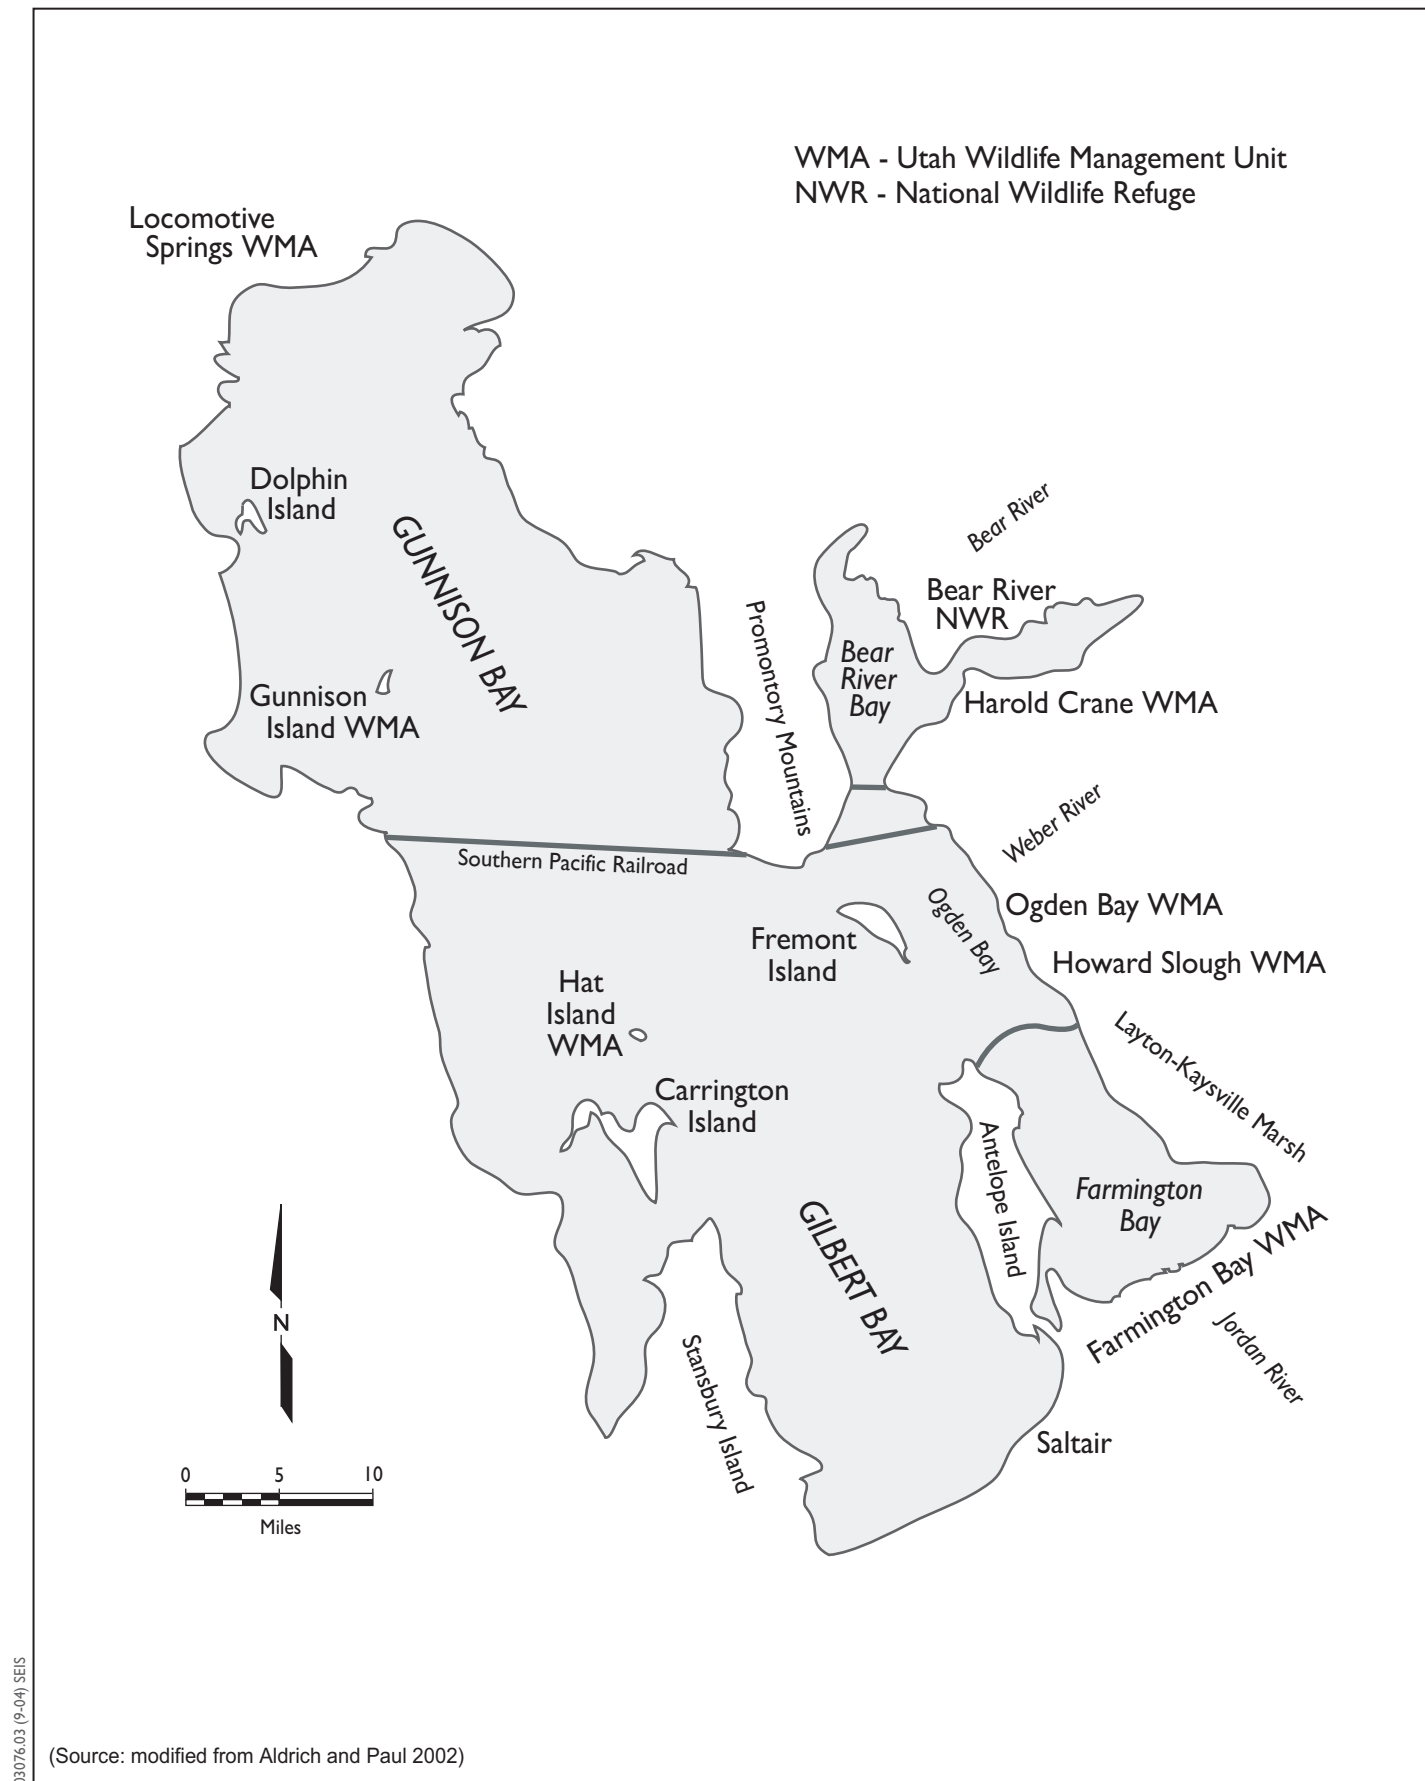 WMA - Utah Wildlife Management Unit
NWR - National Wildlife Refuge
Locomotive
Springs WMA
Dolphin
Island
GUNNISON BAY
Bear River
Bear River
NWR
Promontory Mountains
Bear
River
Bay
Gunnison
Island WMA
Harold Crane WMA
Weber River
Southern Pacific Railroad
Ogden Bay
Ogden Bay WMA
Fremont
Island
Howard Slough WMA
Hat
Island
WMA
Layton-Kaysville Marsh
Carrington
Island
Antelope Island
Farmington
Bay
GILBERT BAY
Farmington Bay WMA
Jordan River
N
Stansbury Island
Saltair
0 5 10
Miles
03076.03 (9-04) SEIS
(Source: modified from Aldrich and Paul 2002)